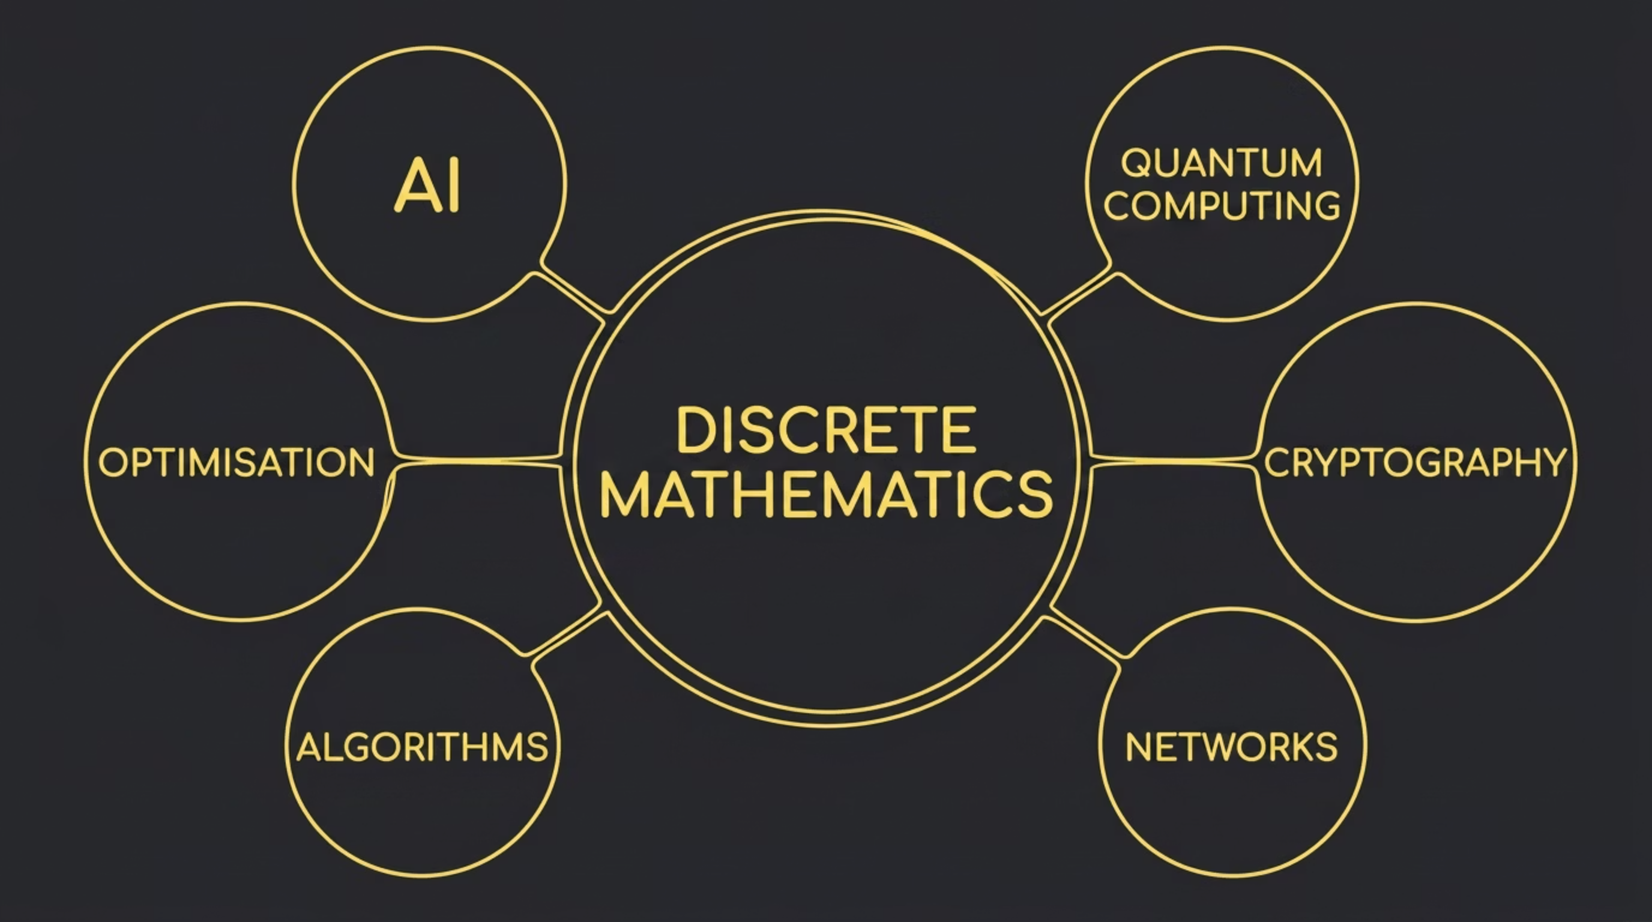 AI
QUANTUM
COMPUTING
OPTIMISATION
DISCRETE
MATHEMATICS
CRYPTOGRAPHY
ALGORITHMS
NETWORKS